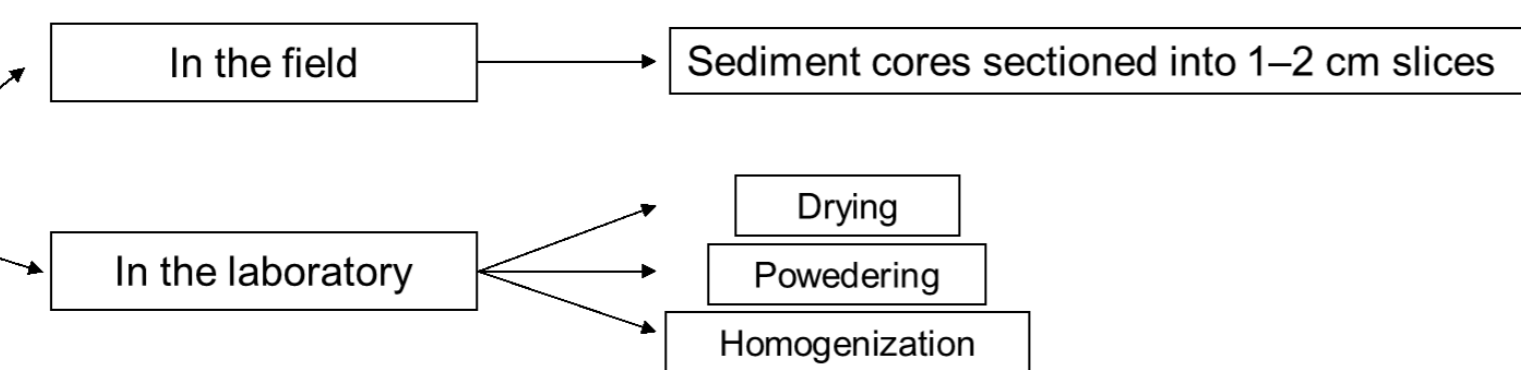 In the field
Sediment cores sectioned into 1–2 cm slices
In the laboratory
Drying
Powedering
Homogenization